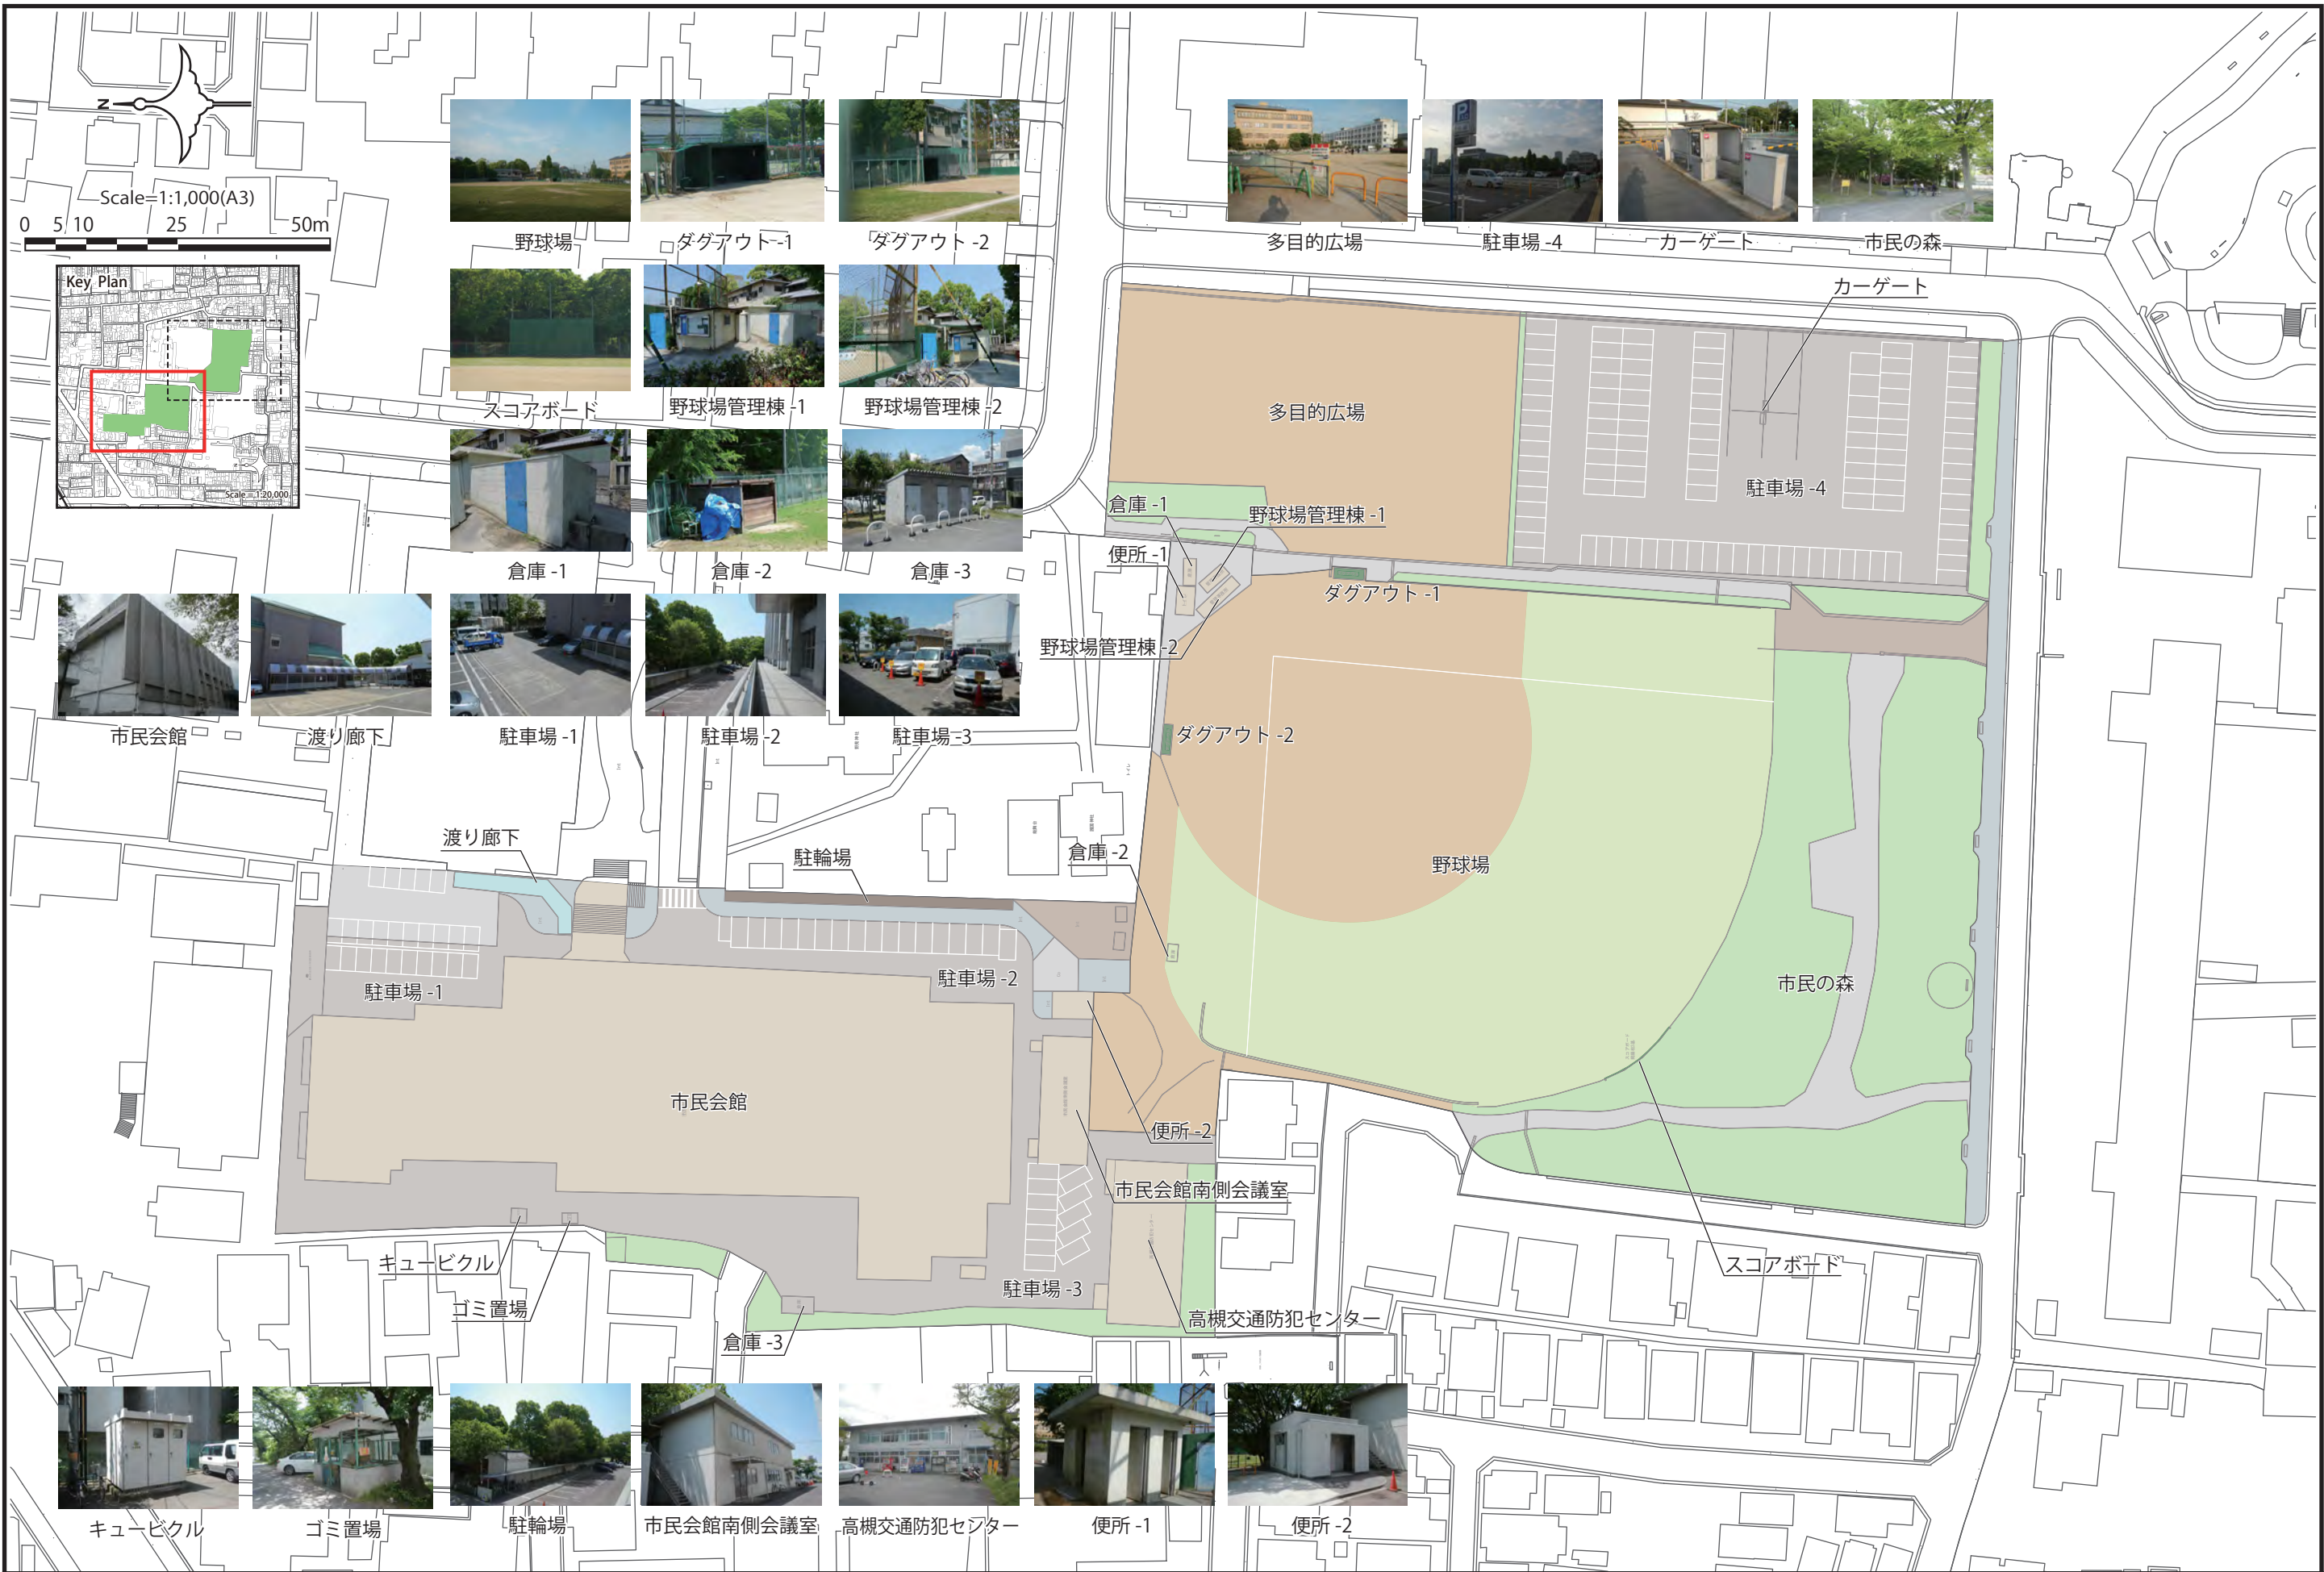 N
Scale=1:1,000(A3)
0 5 10 25 50m
Key Plan
Scale=1:20,000
野球場
ダグアウト -1
ダグアウト -2
多目的広場
駐車場 -4
カーゲート
市民の森
スコアボード
野球場管理棟 -1
野球場管理棟 -2
倉庫 -1
倉庫 -2
倉庫 -3
市民会館
渡り廊下
駐車場 -1
駐車場 -2
駐車場 -3
カーゲート
多目的広場
駐車場 -4
倉庫 -1
野球場管理棟 -1
便所 -1
ダグアウト -1
野球場管理棟 -2
ダグアウト -2
渡り廊下
駐輪場
倉庫 -2
野球場
駐車場 -1
駐車場 -2
市民の森
市民会館
便所 -2
市民会館南側会議室
キュービクル
駐車場 -3
スコアボード
ゴミ置場
倉庫 -3
高槻交通防犯センター
キュービクル
ゴミ置場
駐輪場
市民会館南側会議室
高槻交通防犯センター
便所 -1
便所 -2